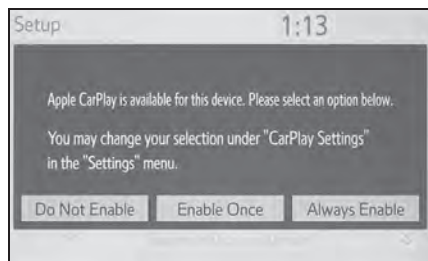 Setup 1:13
Apple CarPlay is available for this device. Please select an option below.
You may change your selection under "CarPlay Settings"
in the "Settings" menu.
Do Not Enable Enable Once Always Enable